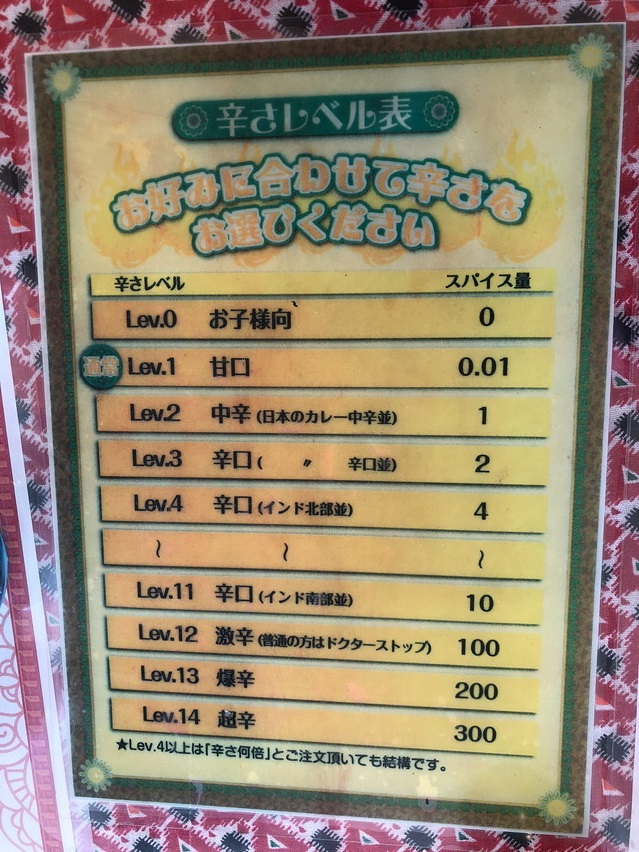 辛さレベル表
お好みに合わせて辛さを
お選びください
辛さレベル スパイス量
Lev.0 お子様向 0
通常 Lev.1 甘口 0.01
Lev.2 中辛 (日本のカレー中辛並) 1
Lev.3 辛口 ( 〃 辛口並) 2
Lev.4 辛口 (インド北部並) 4
〜 〜 〜
Lev.11 辛口 (インド南部並) 10
Lev.12 激辛 (普通の方はドクターストップ) 100
Lev.13 爆辛 200
Lev.14 超辛 300
★Lev.4以上は「辛さ何倍」とご注文頂いても結構です。